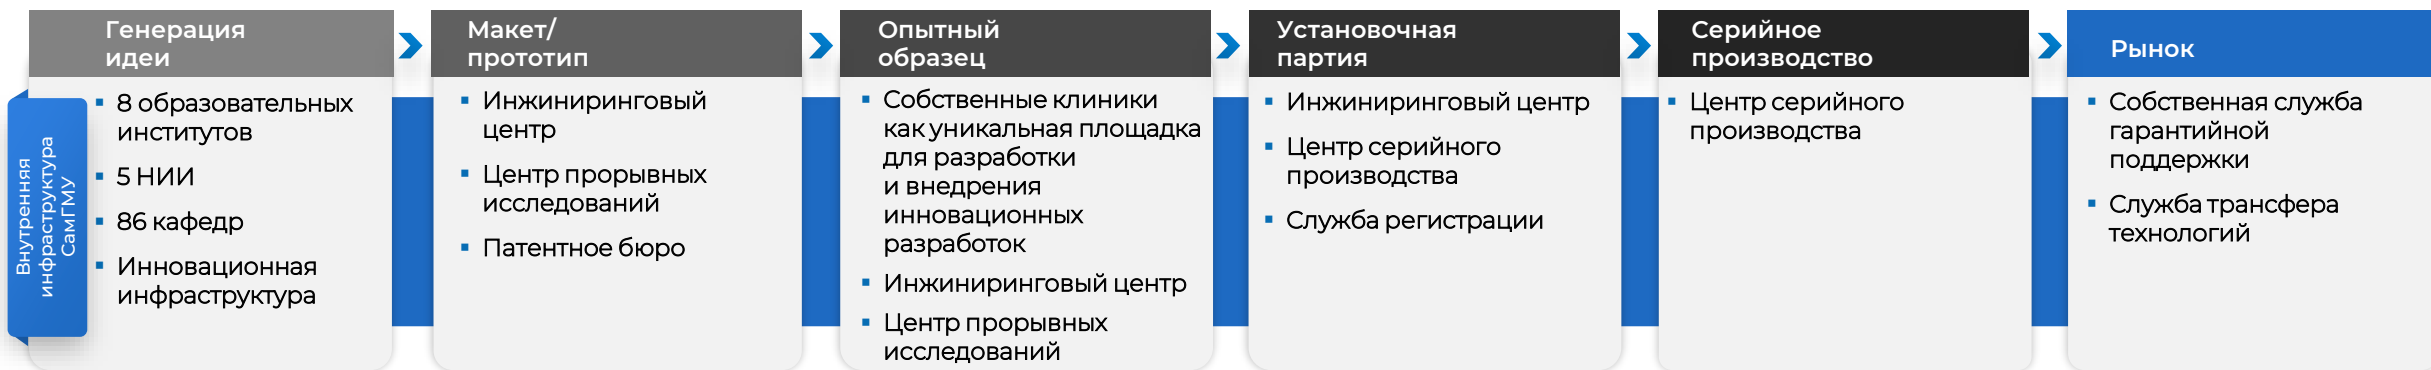 Генерация
идеи
Макет/
прототип
Опытный
образец
Установочная
партия
Серийное
производство
Рынок
Внутренняя
инфраструктура
СамГМУ
8 образовательных
институтов
5 НИИ
86 кафедр
Инновационная
инфраструктура
Инжиниринговый
центр
Центр прорывных
исследований
Патентное бюро
Собственные клиники
как уникальная площадка
для разработки
и внедрения
инновационных
разработок
Инжиниринговый центр
Центр прорывных
исследований
Инжиниринговый центр
Центр серийного
производства
Служба регистрации
Центр серийного
производства
Собственная служба
гарантийной
поддержки
Служба трансфера
технологий